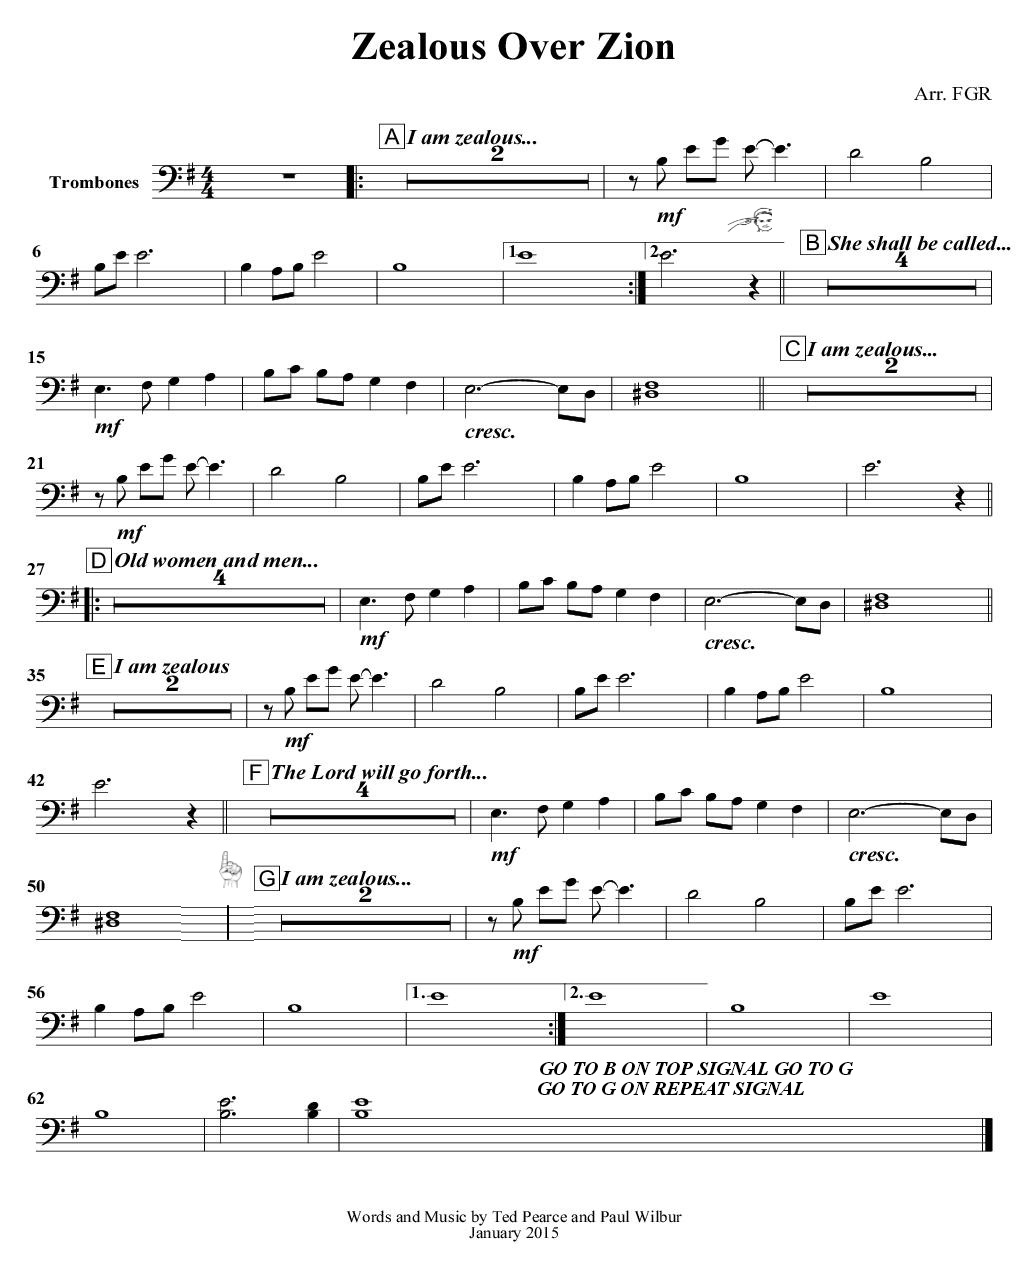 Zealous Over Zion
Arr. FGR
A I am zealous...
2
Trombones
mf
6
1.
2.
B She shall be called...
4
15
mf
cresc.
C I am zealous...
2
21
mf
D Old women and men...
27
4
mf
cresc.
E I am zealous
35
2
mf
42
F The Lord will go forth...
4
mf
cresc.
50
G I am zealous...
2
mf
56
1.
2.
GO TO B ON TOP SIGNAL GO TO G
GO TO G ON REPEAT SIGNAL
62
Words and Music by Ted Pearce and Paul Wilbur
January 2015